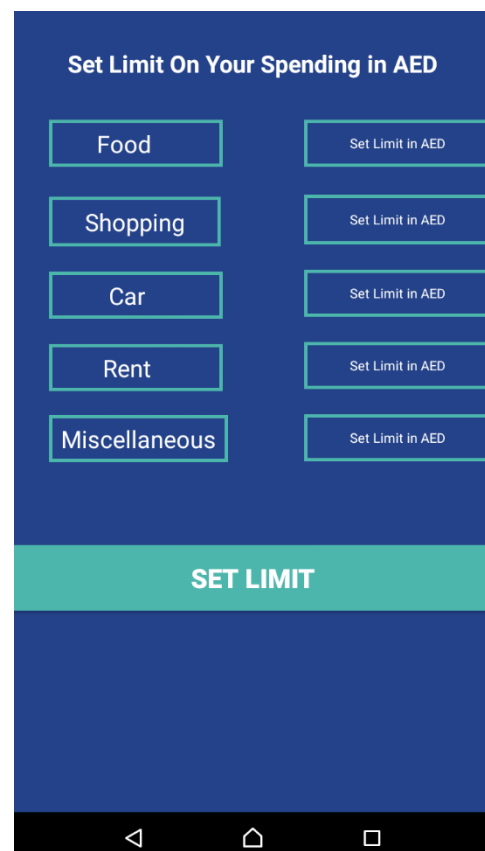 Set Limit On Your Spending in AED
Food
Set Limit in AED
Shopping
Set Limit in AED
Car
Set Limit in AED
Rent
Set Limit in AED
Miscellaneous
Set Limit in AED
SET LIMIT